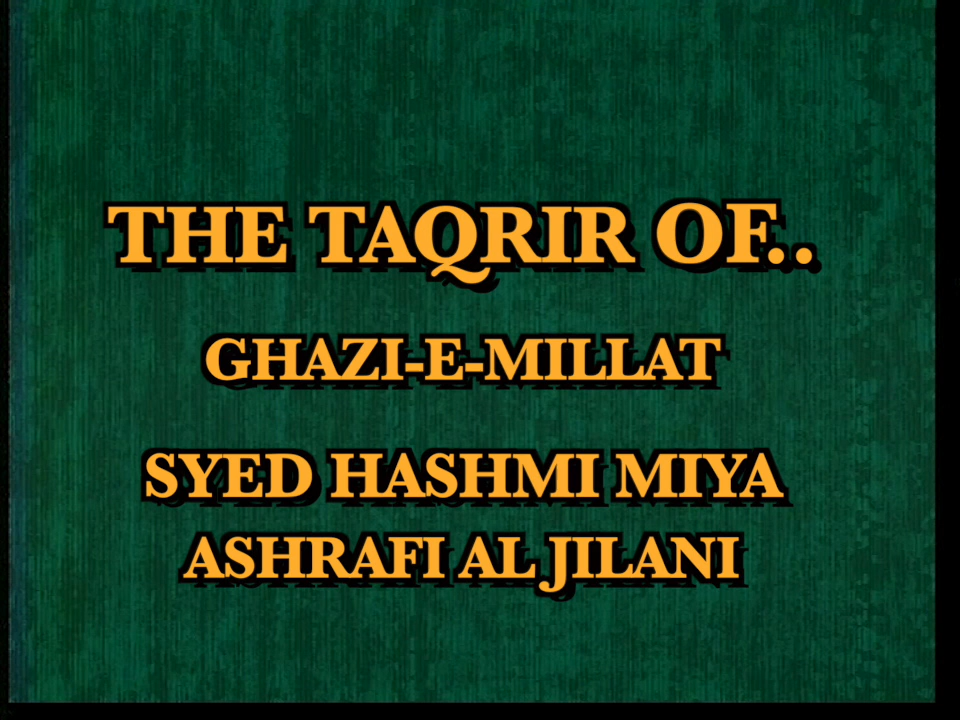 THE TAQRIR OF..
GHAZI-E-MILLAT
SYED HASHMI MIYA
ASHRAFI AL JILANI